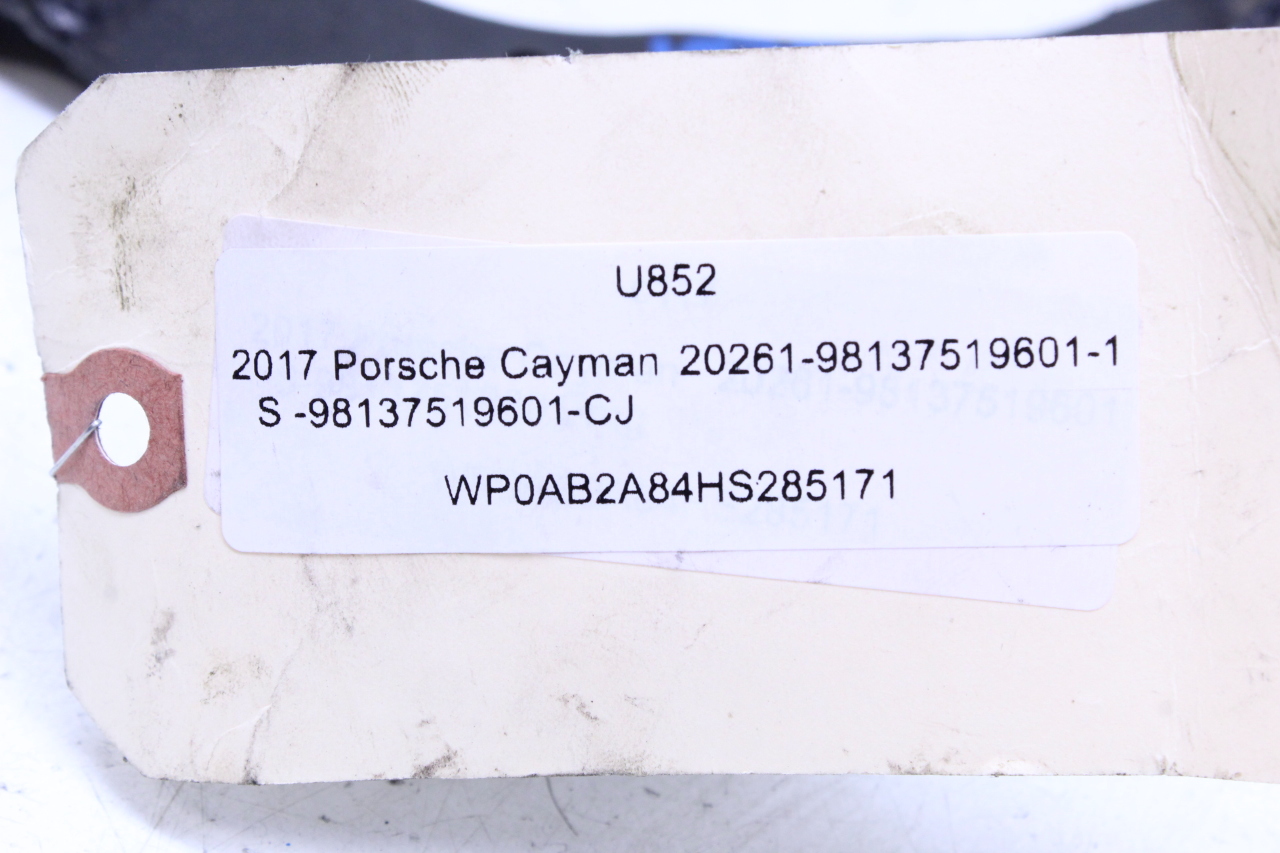 U852
2017 Porsche Cayman 20261-98137519601-1
S -98137519601-CJ
WP0AB2A84HS285171